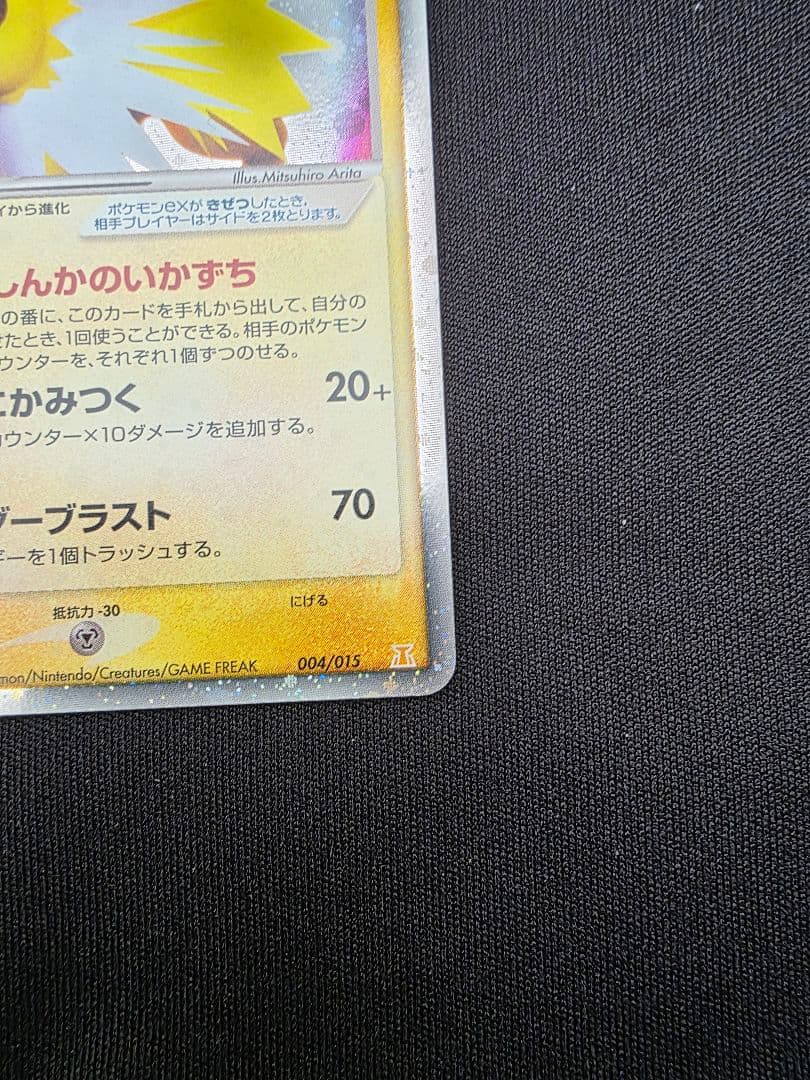 Illus.Mitsuhiro Arita
イから進化
ポケモンexが きぜつしたとき、
相手プレイヤーはサイドを2枚とります。
しんかのいかずち
の番に、このカードを手札から出して、自分の
せたとき、1回使うことができる。相手のポケモン
ウンターを、それぞれ1個ずつのせる。
にかみつく 20+
カウンター×10ダメージを追加する。
ダーブラスト 70
ギーを1個トラッシュする。
抵抗力 -30
にげる
mon/Nintendo/Creatures/GAME FREAK 004/015